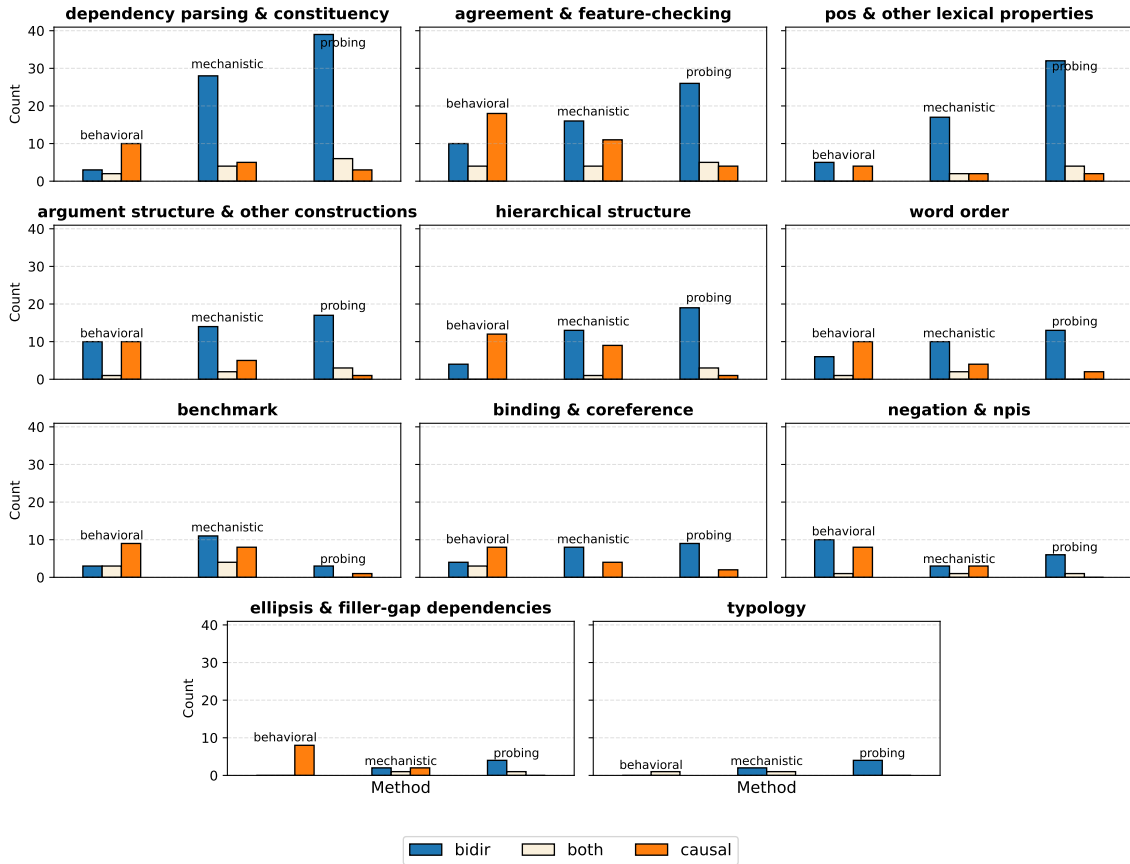 dependency parsing & constituency
agreement & feature-checking
pos & other lexical properties
Count
40
30
20
10
0
behavioral
mechanistic
probing
behavioral
mechanistic
probing
behavioral
mechanistic
probing
argument structure & other constructions
hierarchical structure
word order
Count
40
30
20
10
0
behavioral
mechanistic
probing
behavioral
mechanistic
probing
behavioral
mechanistic
probing
benchmark
binding & coreference
negation & npis
Count
40
30
20
10
0
behavioral
mechanistic
probing
behavioral
mechanistic
probing
behavioral
mechanistic
probing
ellipsis & filler-gap dependencies
typology
Count
40
30
20
10
0
behavioral
mechanistic
probing
behavioral
mechanistic
probing
Method
Method
bidir
both
causal